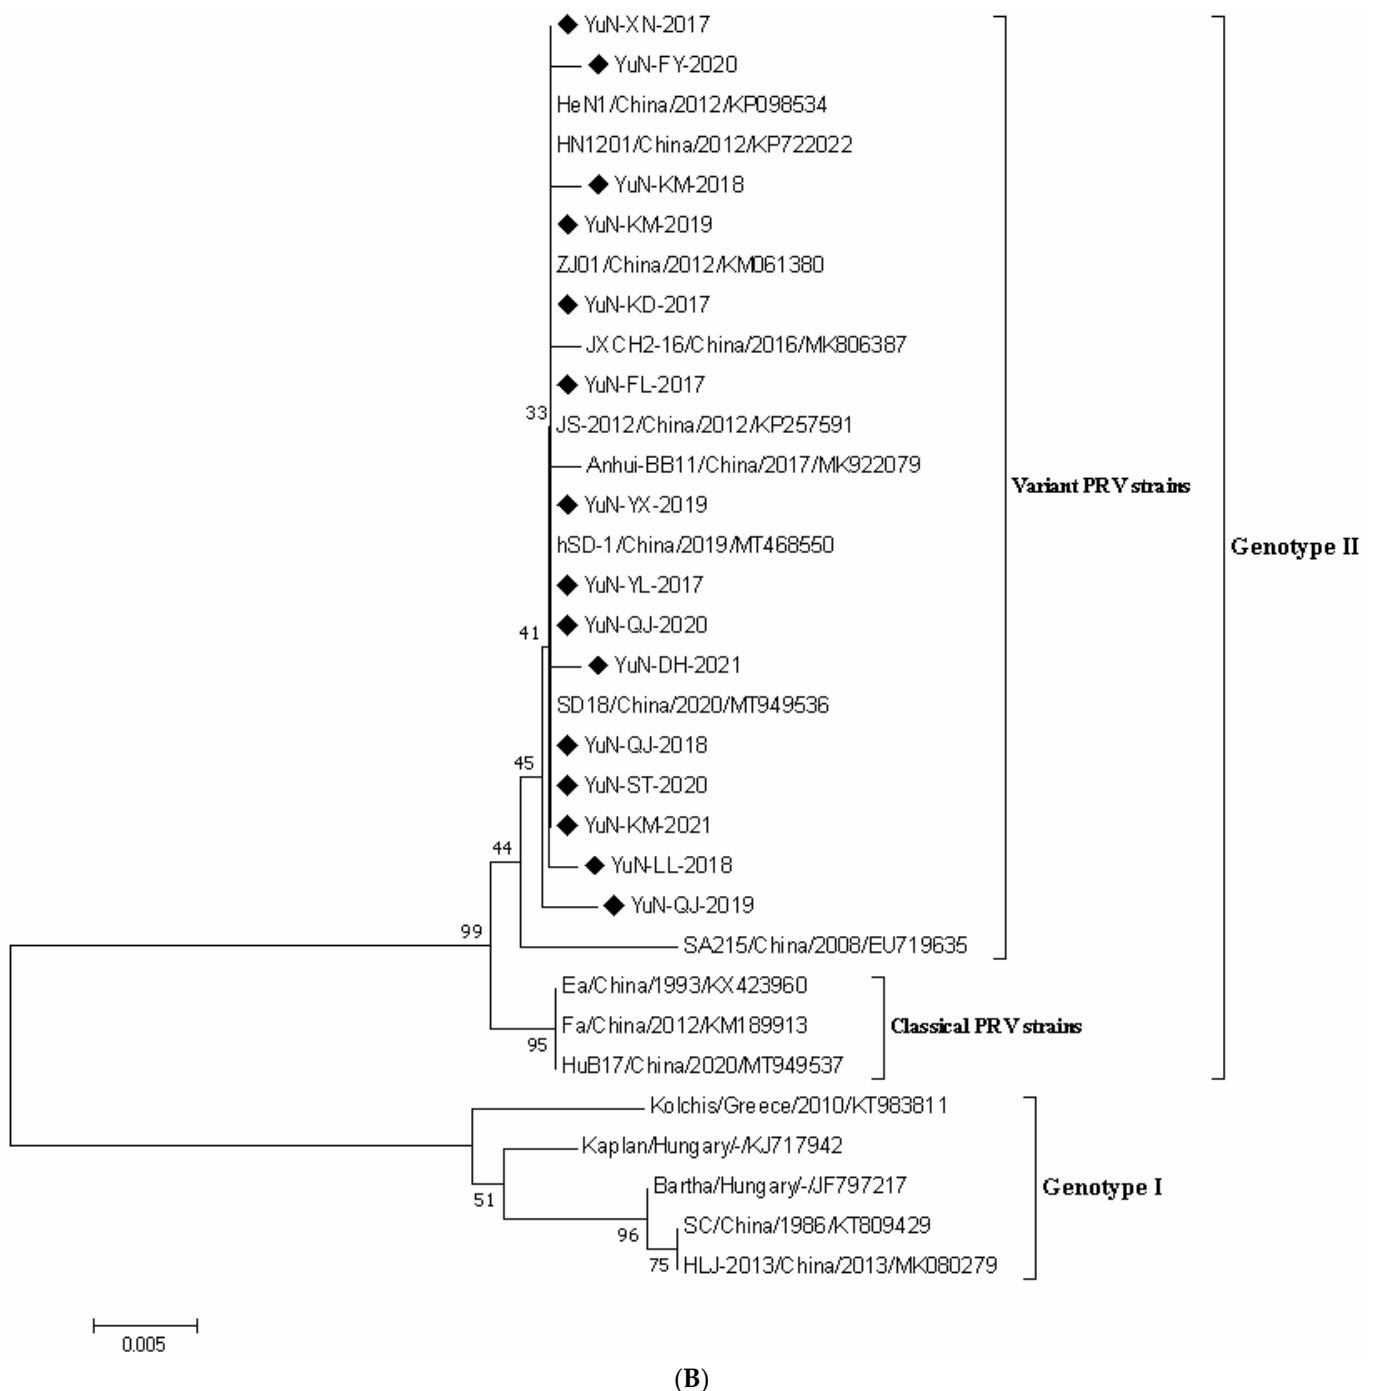 YuN-XN-2017
YuN-FY-2020
HeN1/China/2012/KP098534
HN1201/China/2012/KP722022
YuN-KM-2018
YuN-KM-2019
ZJ01/China/2012/KM061380
YuN-KD-2017
JXCH2-16/China/2016/MK806387
YuN-FL-2017
33
JS-2012/China/2012/KP257591
Anhui-BB11/China/2017/MK922079
Variant PRV strains
YuN-YX-2019
hSD-1/China/2019/MT468550
Genotype II
YuN-YL-2017
YuN-QJ-2020
41
YuN-DH-2021
SD18/China/2020/MT949536
YuN-QJ-2018
45
YuN-ST-2020
YuN-KM-2021
44
YuN-LL-2018
YuN-QJ-2019
99
SA215/China/2008/EU719635
Ea/China/1993/KX423960
Fa/China/2012/KM189913
Classical PRV strains
95
HuB17/China/2020/MT949537
Kolchis/Greece/2010/KT983811
Kaplan/Hungary/-/KJ717942
51
Bartha/Hungary/-/JF797217
Genotype I
SC/China/1986/KT809429
96
75
HLJ-2013/China/2013/MK080279
0.005
(B)